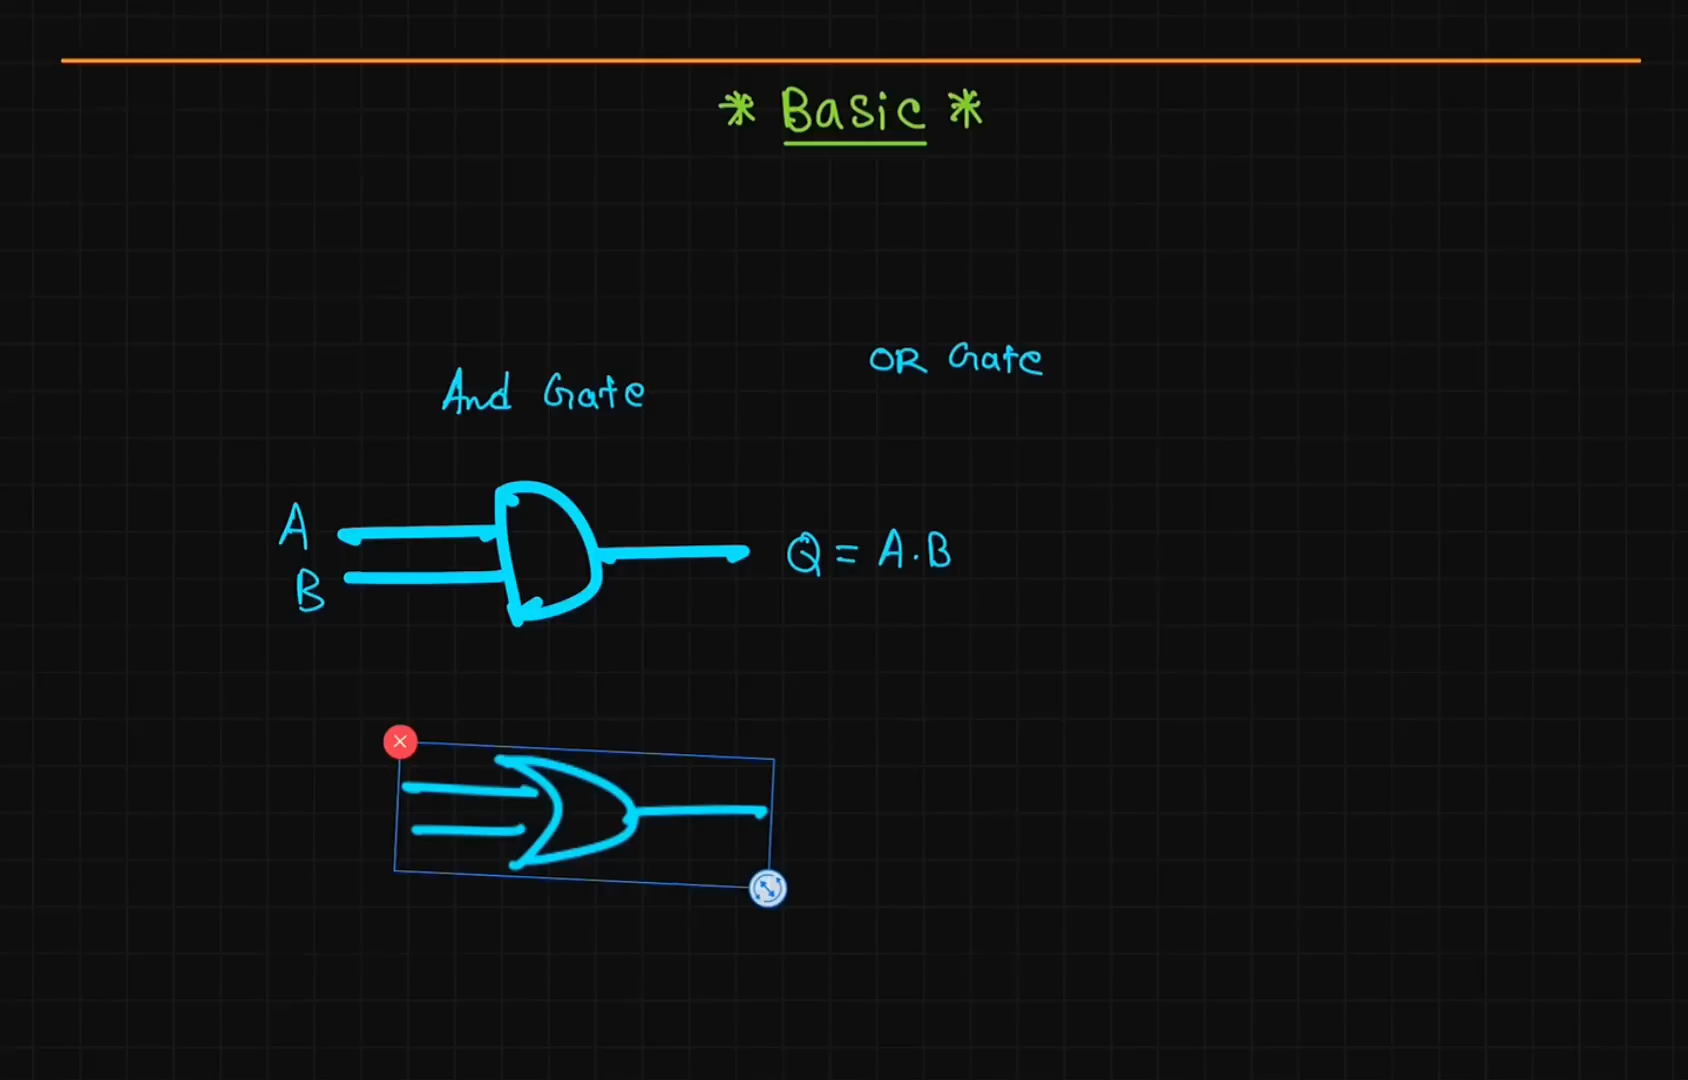 * Basic *
OR Gate
And Gate
A
B
Q = A.B